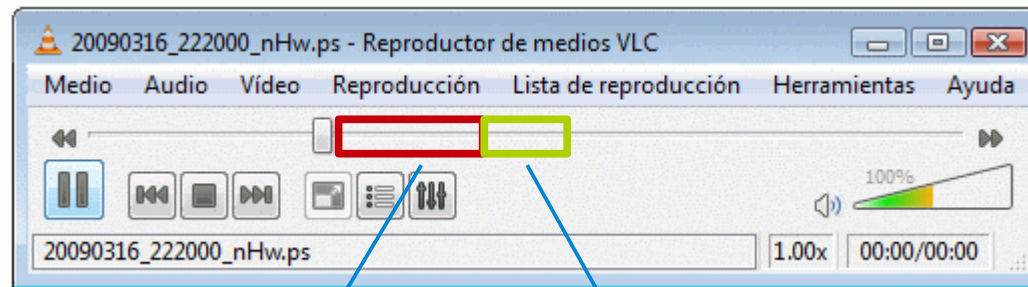 20090316_222000_nHw.ps - Reproductor de medios VLC
Medio Audio Vídeo Reproducción Lista de reproducción Herramientas Ayuda
100%
20090316_222000_nHw.ps 1.00x 00:00/00:00